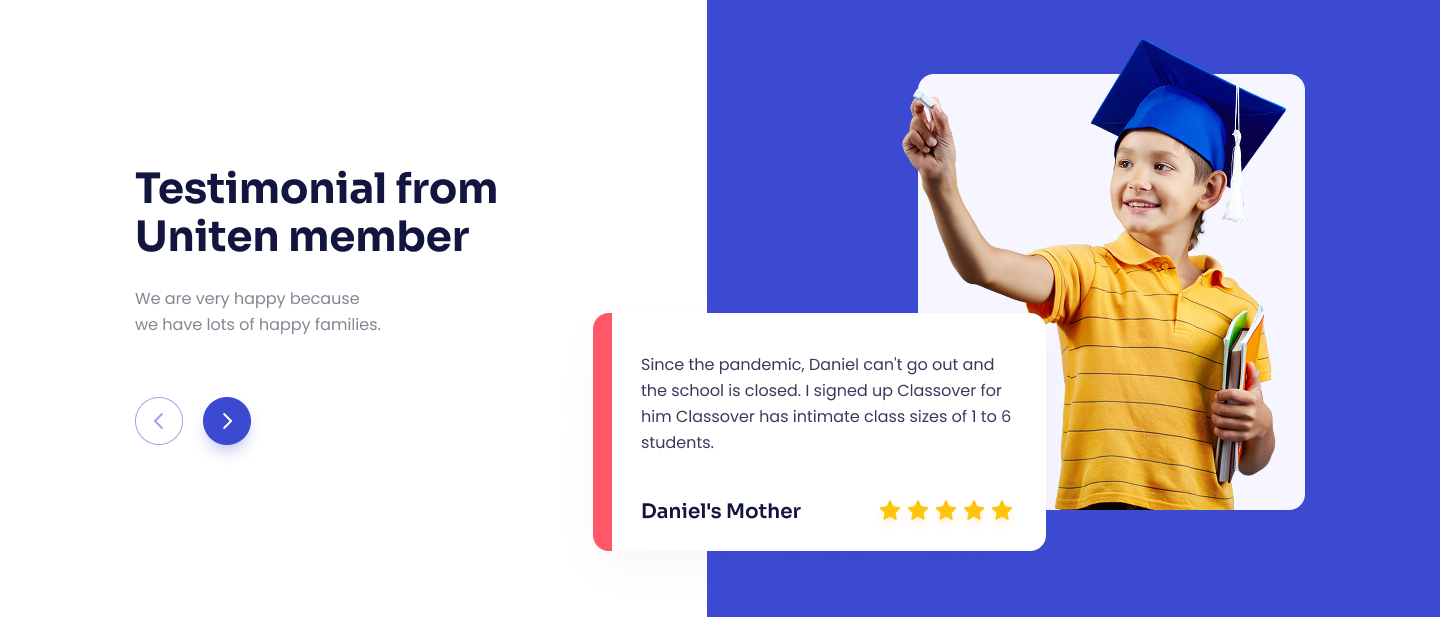 Testimonial from
Uniten member
We are very happy because
we have lots of happy families.
Since the pandemic, Daniel can't go out and
the school is closed. I signed up Classover for
him Classover has intimate class sizes of 1 to 6
students.
Daniel's Mother